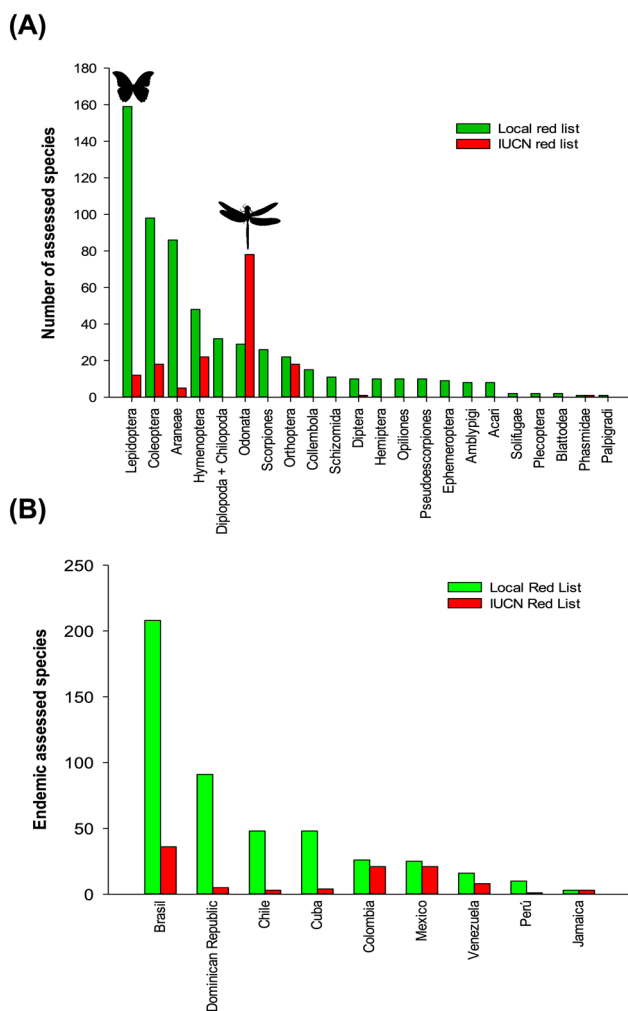 (A)
Number of assessed species
180
160
140
120
100
80
60
40
20
0
Local red list
IUCN red list
Lepidoptera
Coleoptera
Araneae
Hymenoptera
Diplopoda + Chilopoda
Odonata
Scorpiones
Orthoptera
Collembola
Schizomida
Diptera
Hemiptera
Opiliones
Pseudoescorpiones
Ephemeroptera
Amblypigi
Acari
Solifugae
Plecoptera
Blattodea
Phasmidae
Palpigradi
(B)
Endemic assessed species
250
200
150
100
50
0
Local Red List
IUCN Red List
Brasil
Dominican Republic
Chile
Cuba
Colombia
Mexico
Venezuela
Perú
Jamaica